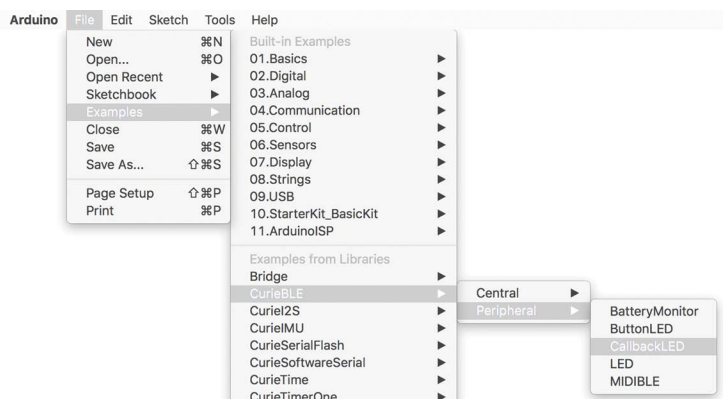 Arduino File Edit Sketch Tools Help
New ⌘N
Open... ⌘O
Open Recent ▶
Sketchbook ▶
Examples ▶
Close ⌘W
Save ⌘S
Save As... ⇧⌘S
Page Setup ⇧⌘P
Print ⌘P
Built-in Examples
01.Basics ▶
02.Digital ▶
03.Analog ▶
04.Communication ▶
05.Control ▶
06.Sensors ▶
07.Display ▶
08.Strings ▶
09.USB ▶
10.StarterKit_BasicKit ▶
11.ArduinoISP ▶
Examples from Libraries
Bridge ▶
CurieBLE ▶
CurieI2S ▶
CurieIMU ▶
CurieSerialFlash ▶
CurieSoftwareSerial ▶
CurieTime ▶
CurieTimerOne ▶
Central ▶
Peripheral ▶
BatteryMonitor
ButtonLED
CallbackLED
LED
MIDIBLE